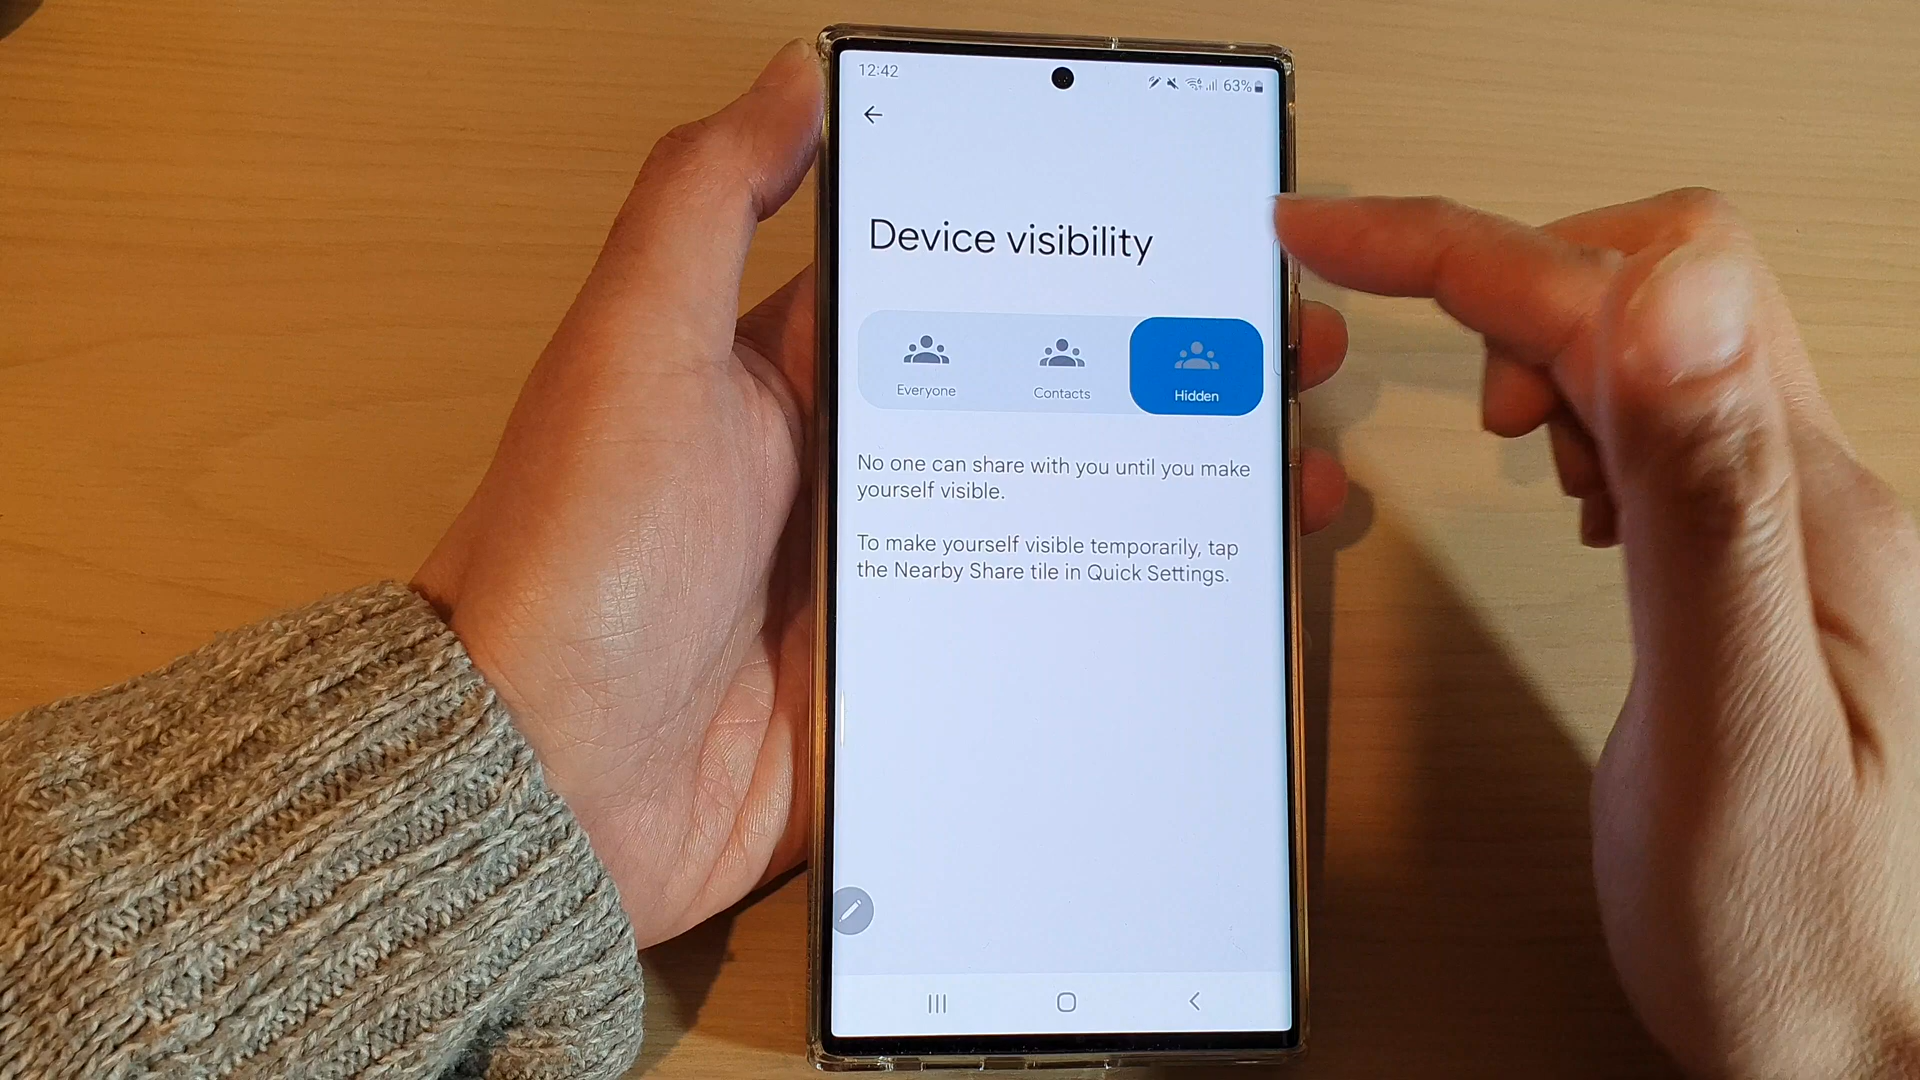 12:42
63%
Device visibility
Everyone
Contacts
Hidden
No one can share with you until you make
yourself visible.
To make yourself visible temporarily, tap
the Nearby Share tile in Quick Settings.